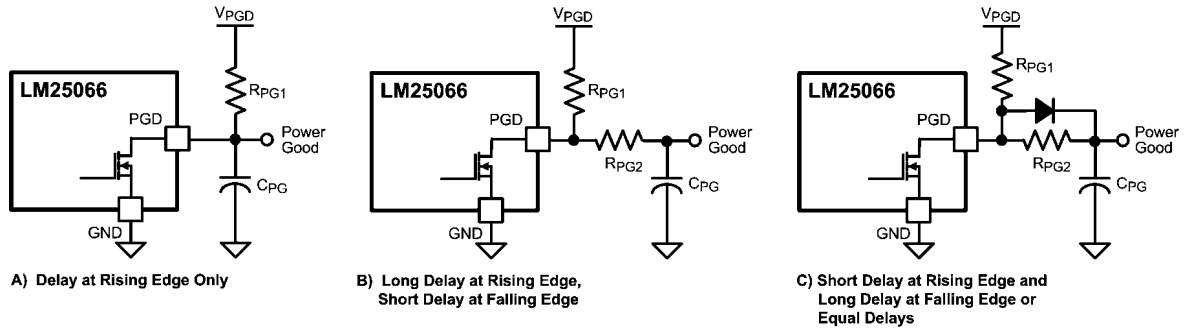 VPGD
LM25066
RPG1
PGD
Power
Good
CPG
GND
A) Delay at Rising Edge Only
VPGD
LM25066
RPG1
PGD
RPG2
Power
Good
CPG
GND
B) Long Delay at Rising Edge,
Short Delay at Falling Edge
VPGD
LM25066
RPG1
PGD
RPG2
Power
Good
CPG
GND
C) Short Delay at Rising Edge and
Long Delay at Falling Edge or
Equal Delays